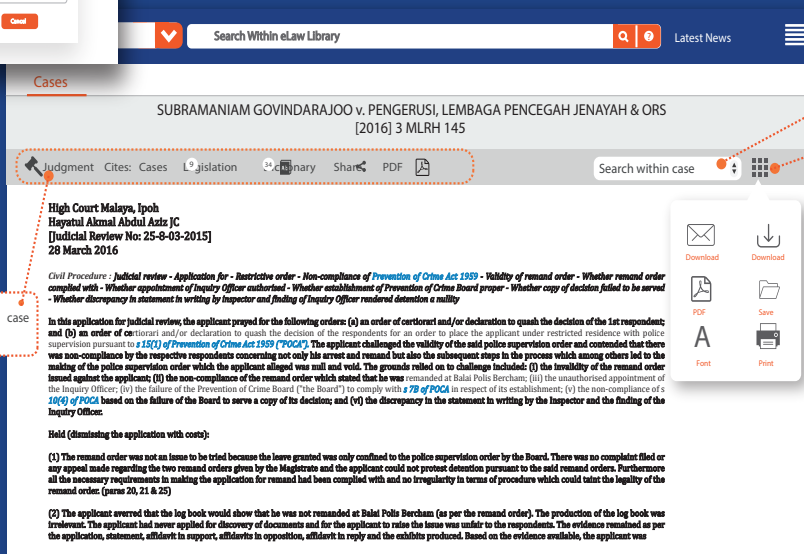 Cancel
Search Within eLaw Library
Latest News
Cases
SUBRAMANIAM GOVINDARAJOO v. PENGERUSI, LEMBAGA PENCEGAH JENAYAH & ORS
[2016] 3 MLRH 145
Judgment Cites: Cases 9 Legislation 34 Dictionary Share PDF
Search within case
High Court Malaya, Ipoh
Hayatul Akmal Abdul Aziz JC
[Judicial Review No: 25-8-03-2015]
28 March 2016
Download Download
PDF Save
A
Font Print
case
Civil Procedure : Judicial review - Application for - Restrictive order - Non-compliance of Prevention of Crime Act 1959 - Validity of remand order - Whether remand order
complied with - Whether appointment of Inquiry Officer authorised - Whether establishment of Prevention of Crime Board proper - Whether copy of decision failed to be served
- Whether discrepancy in statement in writing by inspector and finding of Inquiry Officer rendered detention a nullity
In this application for judicial review, the applicant prayed for the following orders: (a) an order of certiorari and/or declaration to quash the decision of the 1st respondent;
and (b) an order of certiorari and/or declaration to quash the decision of the respondents for an order to place the applicant under restricted residence with police
supervision pursuant to s 15(1) of Prevention of Crime Act 1959 ("POCA"). The applicant challenged the validity of the said police supervision order and contended that there
was non-compliance by the respective respondents concerning not only his arrest and remand but also the subsequent steps in the process which among others led to the
making of the police supervision order which the applicant alleged was null and void. The grounds relied on to challenge included: (i) the invalidity of the remand order
issued against the applicant; (ii) the non-compliance of the remand order which stated that he was remanded at Balai Polis Bercham; (iii) the unauthorised appointment of
the Inquiry Officer; (iv) the failure of the Prevention of Crime Board ("the Board") to comply with s 7B of POCA in respect of its establishment; (v) the non-compliance of s
10(4) of POCA based on the failure of the Board to serve a copy of its decision; and (vi) the discrepancy in the statement in writing by the Inspector and the finding of the
Inquiry Officer.
Held (dismissing the application with costs):
(1) The remand order was not an issue to be tried because the leave granted was only confined to the police supervision order by the Board. There was no complaint filed or
any appeal made regarding the two remand orders given by the Magistrate and the applicant could not protest detention pursuant to the said remand orders. Furthermore
all the necessary requirements in making the application for remand had been complied with and no irregularity in terms of procedure which could taint the legality of the
remand order. (paras 20, 21 & 25)
(2) The applicant averred that the log book would show that he was not remanded at Balai Polis Bercham (as per the remand order). The production of the log book was
irrelevant. The applicant had never applied for discovery of documents and for the applicant to raise the issue was unfair to the respondents. The evidence remained as per
the application, statement, affidavit in support, affidavits in opposition, affidavit in reply and the exhibits produced. Based on the evidence available, the applicant was